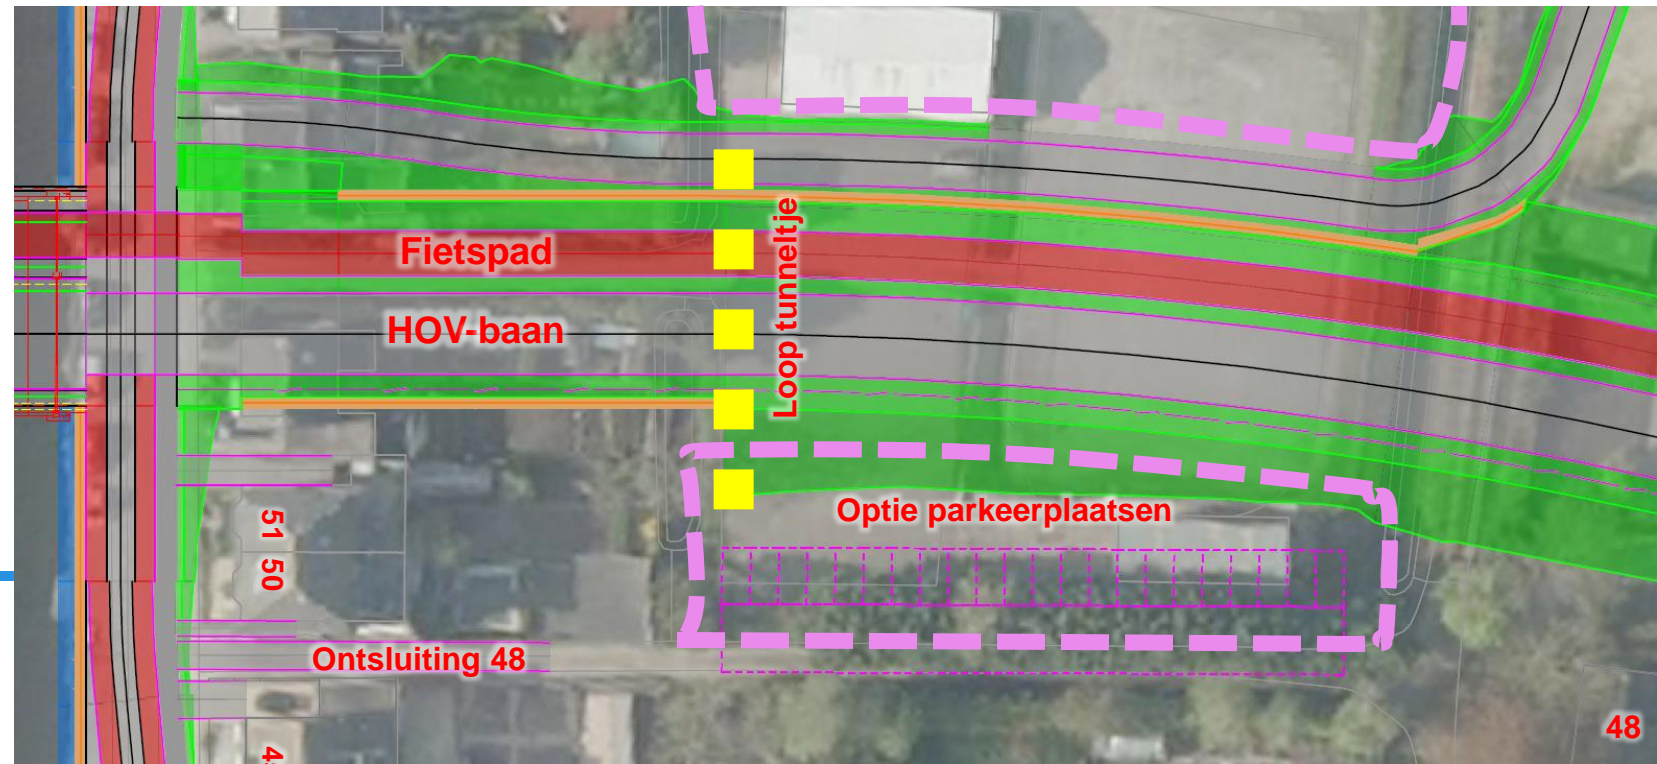 Fietspad
HOV-baan
Loop tunneltje
Optie parkeerplaatsen
51
50
Ontsluiting 48
48